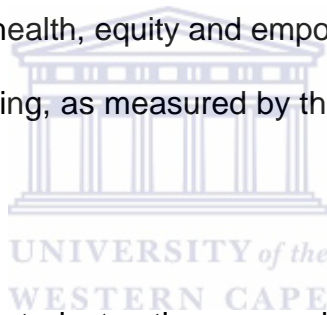 health, equity and empo
ing, as measured by th
UNIVERSITY of the
WESTERN CAPE